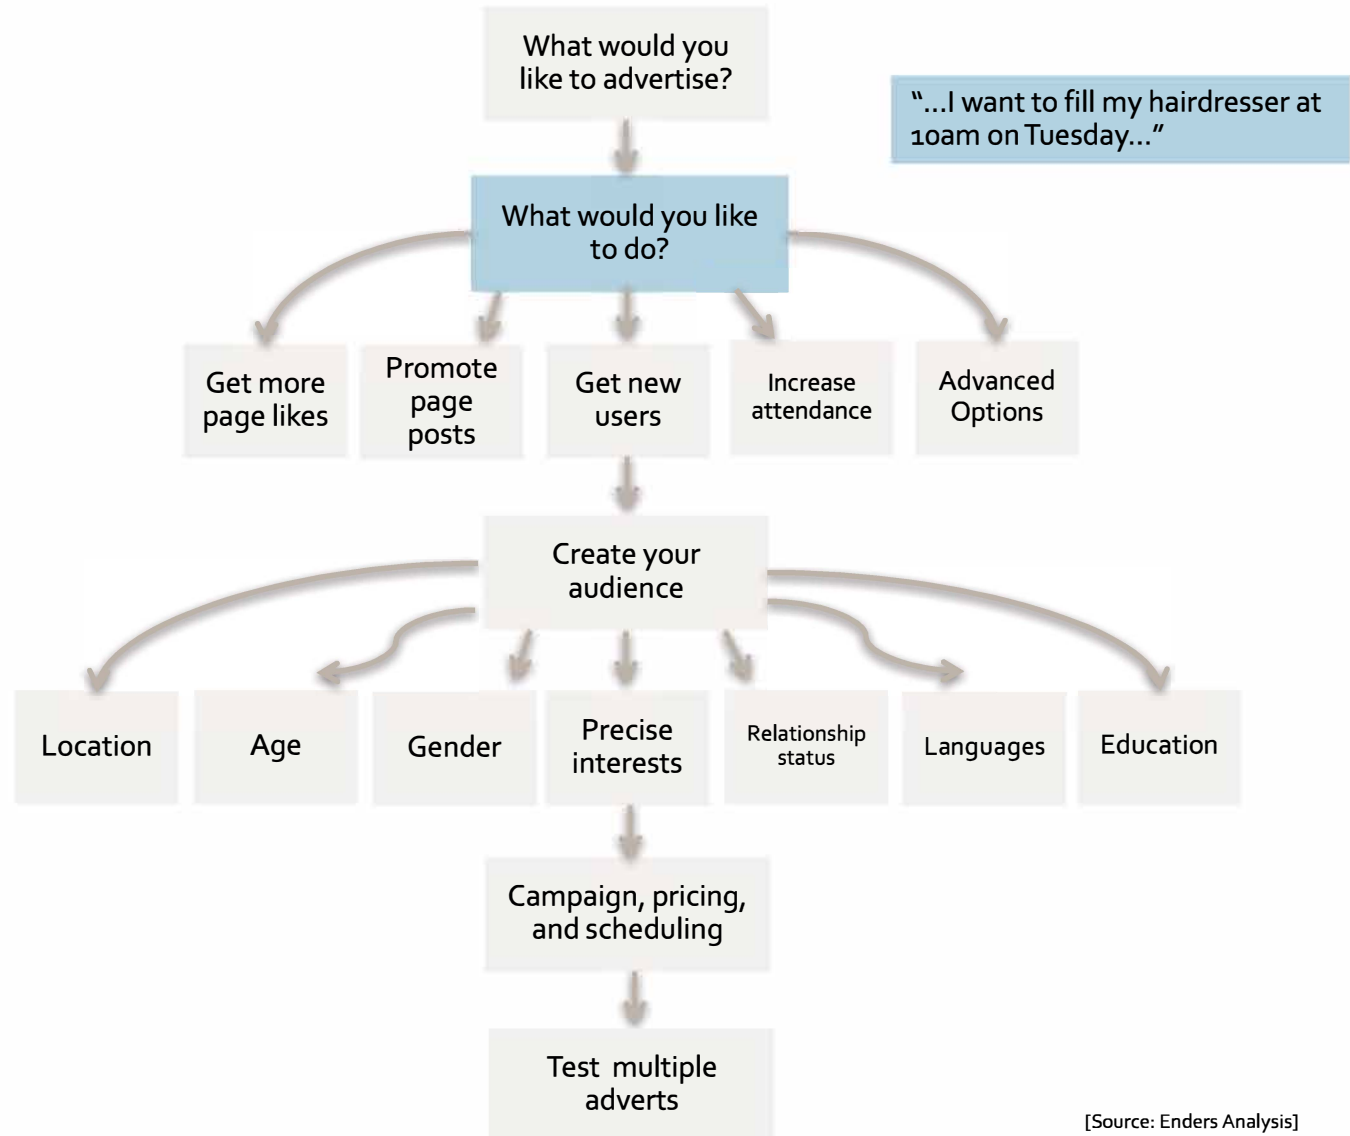 What would you
like to advertise?
“...I want to fill my hairdresser at
10am on Tuesday...”
What would you like
to do?
Get more
page likes
Promote
page
posts
Get new
users
Increase
attendance
Advanced
Options
Create your
audience
Location
Age
Gender
Precise
interests
Relationship
status
Languages
Education
Campaign, pricing,
and scheduling
Test  multiple
adverts
[Source: Enders Analysis]